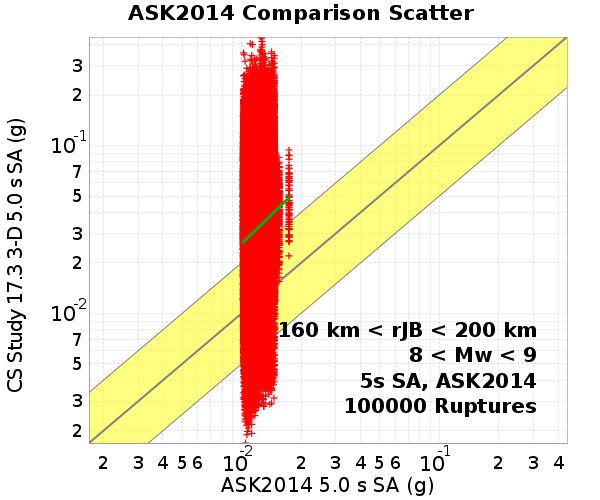 ASK2014 Comparison Scatter
CS Study 17.3 3-D 5.0 s SA (g)
3
2
10-1
7
5
3
2
10-2
7
5
3
2
160 km < rJB < 200 km
8 < Mw < 9
5s SA, ASK2014
100000 Ruptures
2 3 4 5 6 10-2 2 3 4 5 6 10-1 2 3 4
ASK2014 5.0 s SA (g)